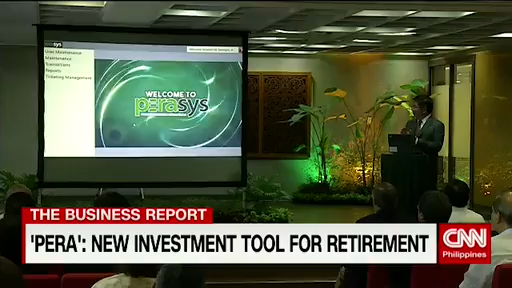 User Maintenance
Maintenance
Transactions
Reports
Ticketing Management
WELCOME TO
perasys
THE BUSINESS REPORT
'PERA': NEW INVESTMENT TOOL FOR RETIREMENT
CNN
Philippines